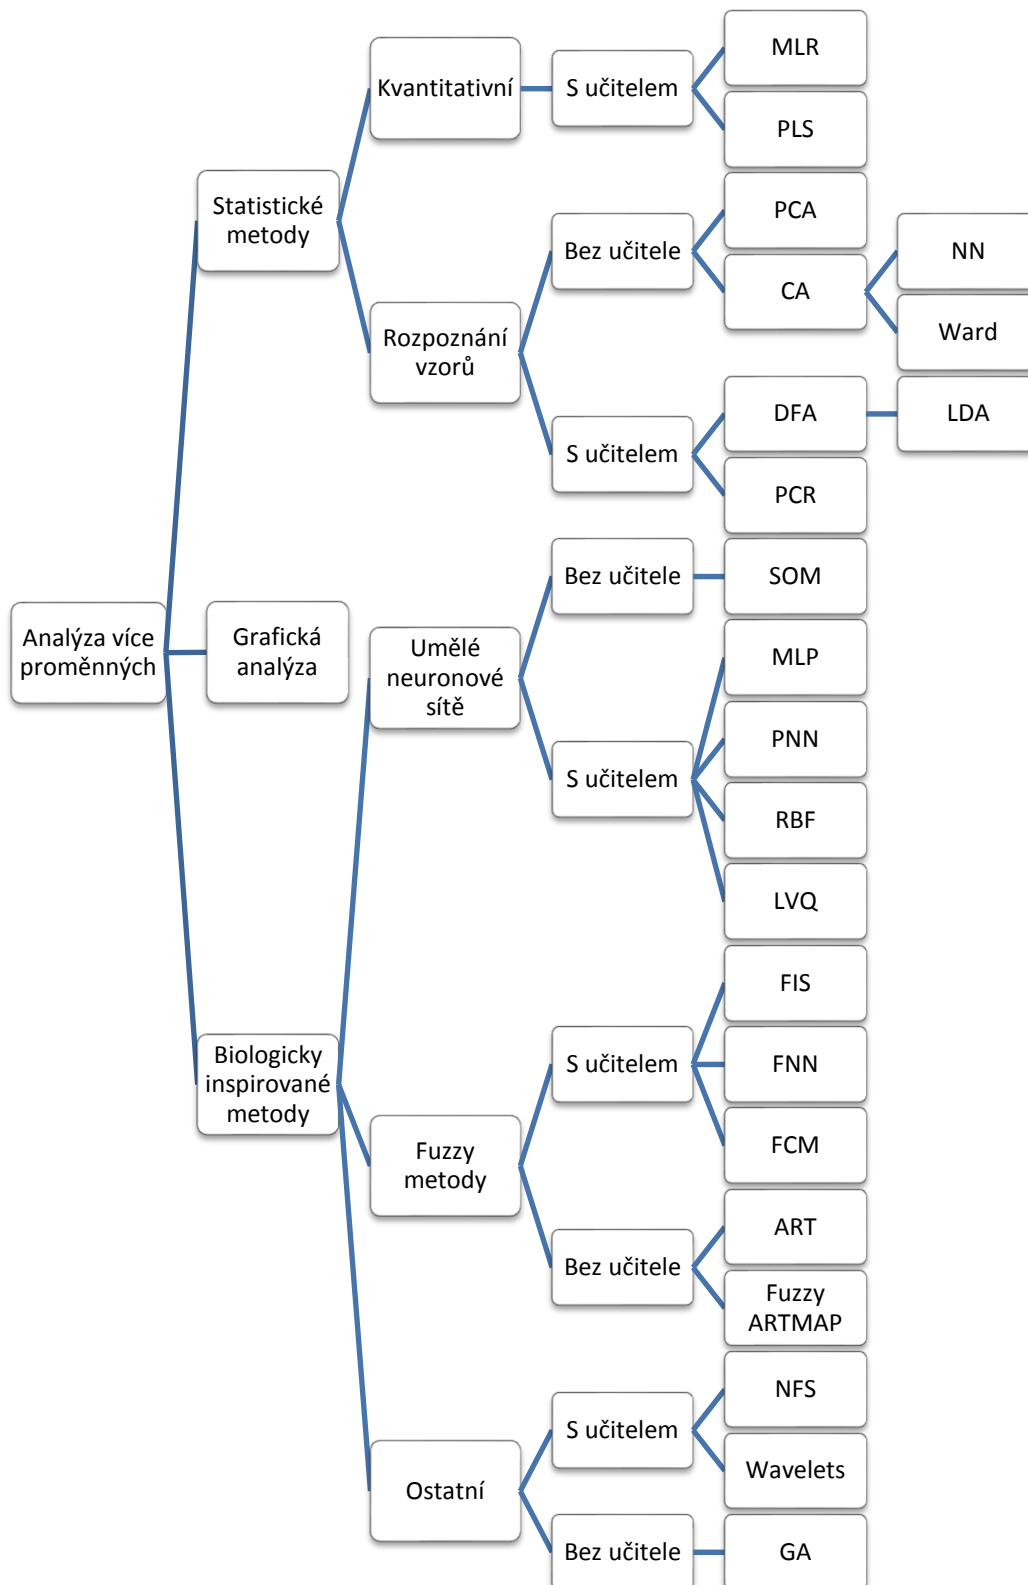 Analýza více
proměnných
Statistické
metody
Kvantitativní
S učitelem
MLR
PLS
Rozpoznání
vzorů
Bez učitele
PCA
CA
NN
Ward
S učitelem
DFA
LDA
PCR
Grafická
analýza
Biologicky
inspirované
metody
Umělé
neuronové
sítě
Bez učitele
SOM
S učitelem
MLP
PNN
RBF
LVQ
Fuzzy
metody
S učitelem
FIS
FNN
FCM
Bez učitele
ART
Fuzzy
ARTMAP
Ostatní
S učitelem
NFS
Wavelets
Bez učitele
GA